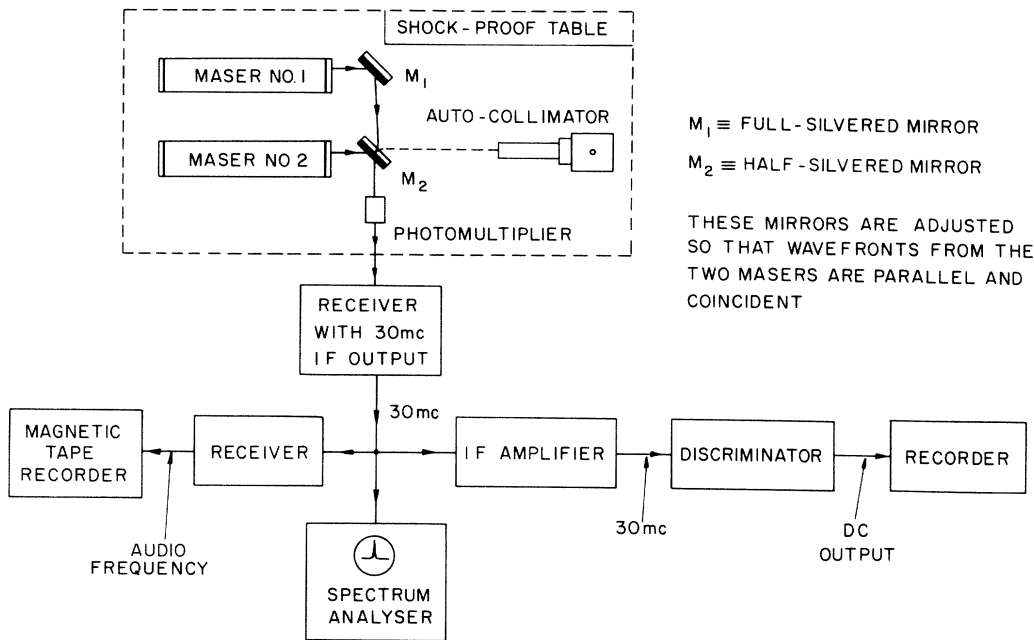 SHOCK-PROOF TABLE
MASER NO. 1
M1
AUTO-COLLIMATOR
MASER NO 2
M2
PHOTOMULTIPLIER
M1 ≡ FULL-SILVERED MIRROR
M2 ≡ HALF-SILVERED MIRROR
THESE MIRRORS ARE ADJUSTED
SO THAT WAVEFRONTS FROM THE
TWO MASERS ARE PARALLEL AND
COINCIDENT
RECEIVER
WITH 30mc
IF OUTPUT
30mc
MAGNETIC
TAPE
RECORDER
RECEIVER
IF AMPLIFIER
DISCRIMINATOR
RECORDER
AUDIO
FREQUENCY
30mc
DC
OUTPUT
SPECTRUM
ANALYSER